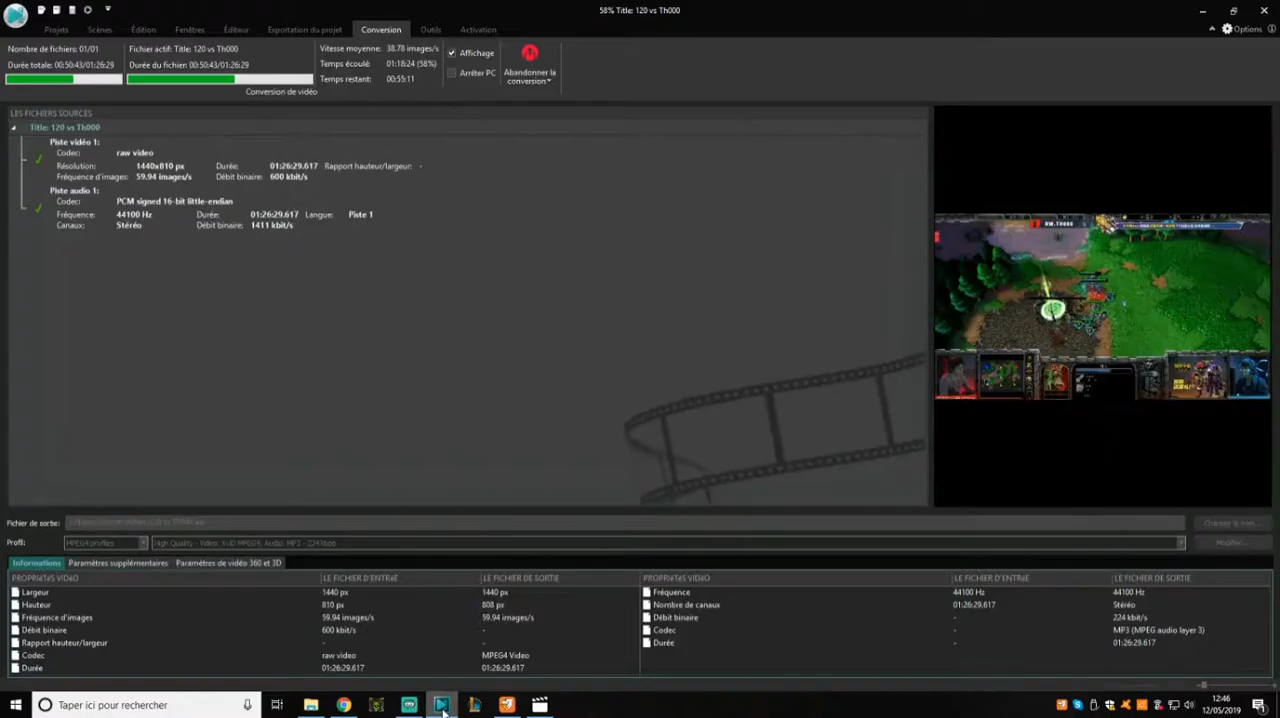 58% Title: 120 vs Th000
Projets Scènes Édition Fenêtres Éditeur Exportation du projet Conversion Outils Activation
Options
Nombre de fichiers: 01/01
Durée totale: 00:50:43/01:26:29
Fichier actif: Title: 120 vs Th000
Durée du fichier: 00:50:43/01:26:29
Vitesse moyenne: 38.78 images/s
Temps écoulé: 01:18:24 (58%)
Temps restant: 00:55:11
Affichage
Arrêter PC
Abandonner la
conversion
Conversion de vidéo
LES FICHIERS SOURCES
Title: 120 vs Th000
Piste vidéo 1:
Codec: raw video
Résolution: 1440x810 px Durée: 01:26:29.617 Rapport hauteur/largeur: -
Fréquence d'images: 59.94 images/s Débit binaire: 600 kbit/s
Piste audio 1:
Codec: PCM signed 16-bit little-endian
Fréquence: 44100 Hz Durée: 01:26:29.617 Langue: Piste 1
Canaux: Stéréo Débit binaire: 1411 kbit/s
RW.TH000
Fichier de sortie:
Profil: MPEG4 profiles
Informations Paramètres supplémentaires Paramètres de vidéo 360 et 3D
PROPRIÉTÉS VIDÉO LE FICHIER D'ENTRÉE LE FICHIER DE SORTIE
Largeur 1440 px 1440 px
Hauteur 810 px 808 px
Fréquence d'images 59.94 images/s 59.94 images/s
Débit binaire 600 kbit/s -
Rapport hauteur/largeur - -
Codec raw video MPEG4 Video
Durée 01:26:29.617 01:26:29.617
PROPRIÉTÉS VIDÉO LE FICHIER D'ENTRÉE LE FICHIER DE SORTIE
Fréquence 44100 Hz 44100 Hz
Nombre de canaux 01:26:29.617 Stéréo
Débit binaire - 224 kbit/s
Codec - MP3 (MPEG audio layer 3)
Durée - 01:26:29.617
Taper ici pour rechercher
12:46
12/05/2019